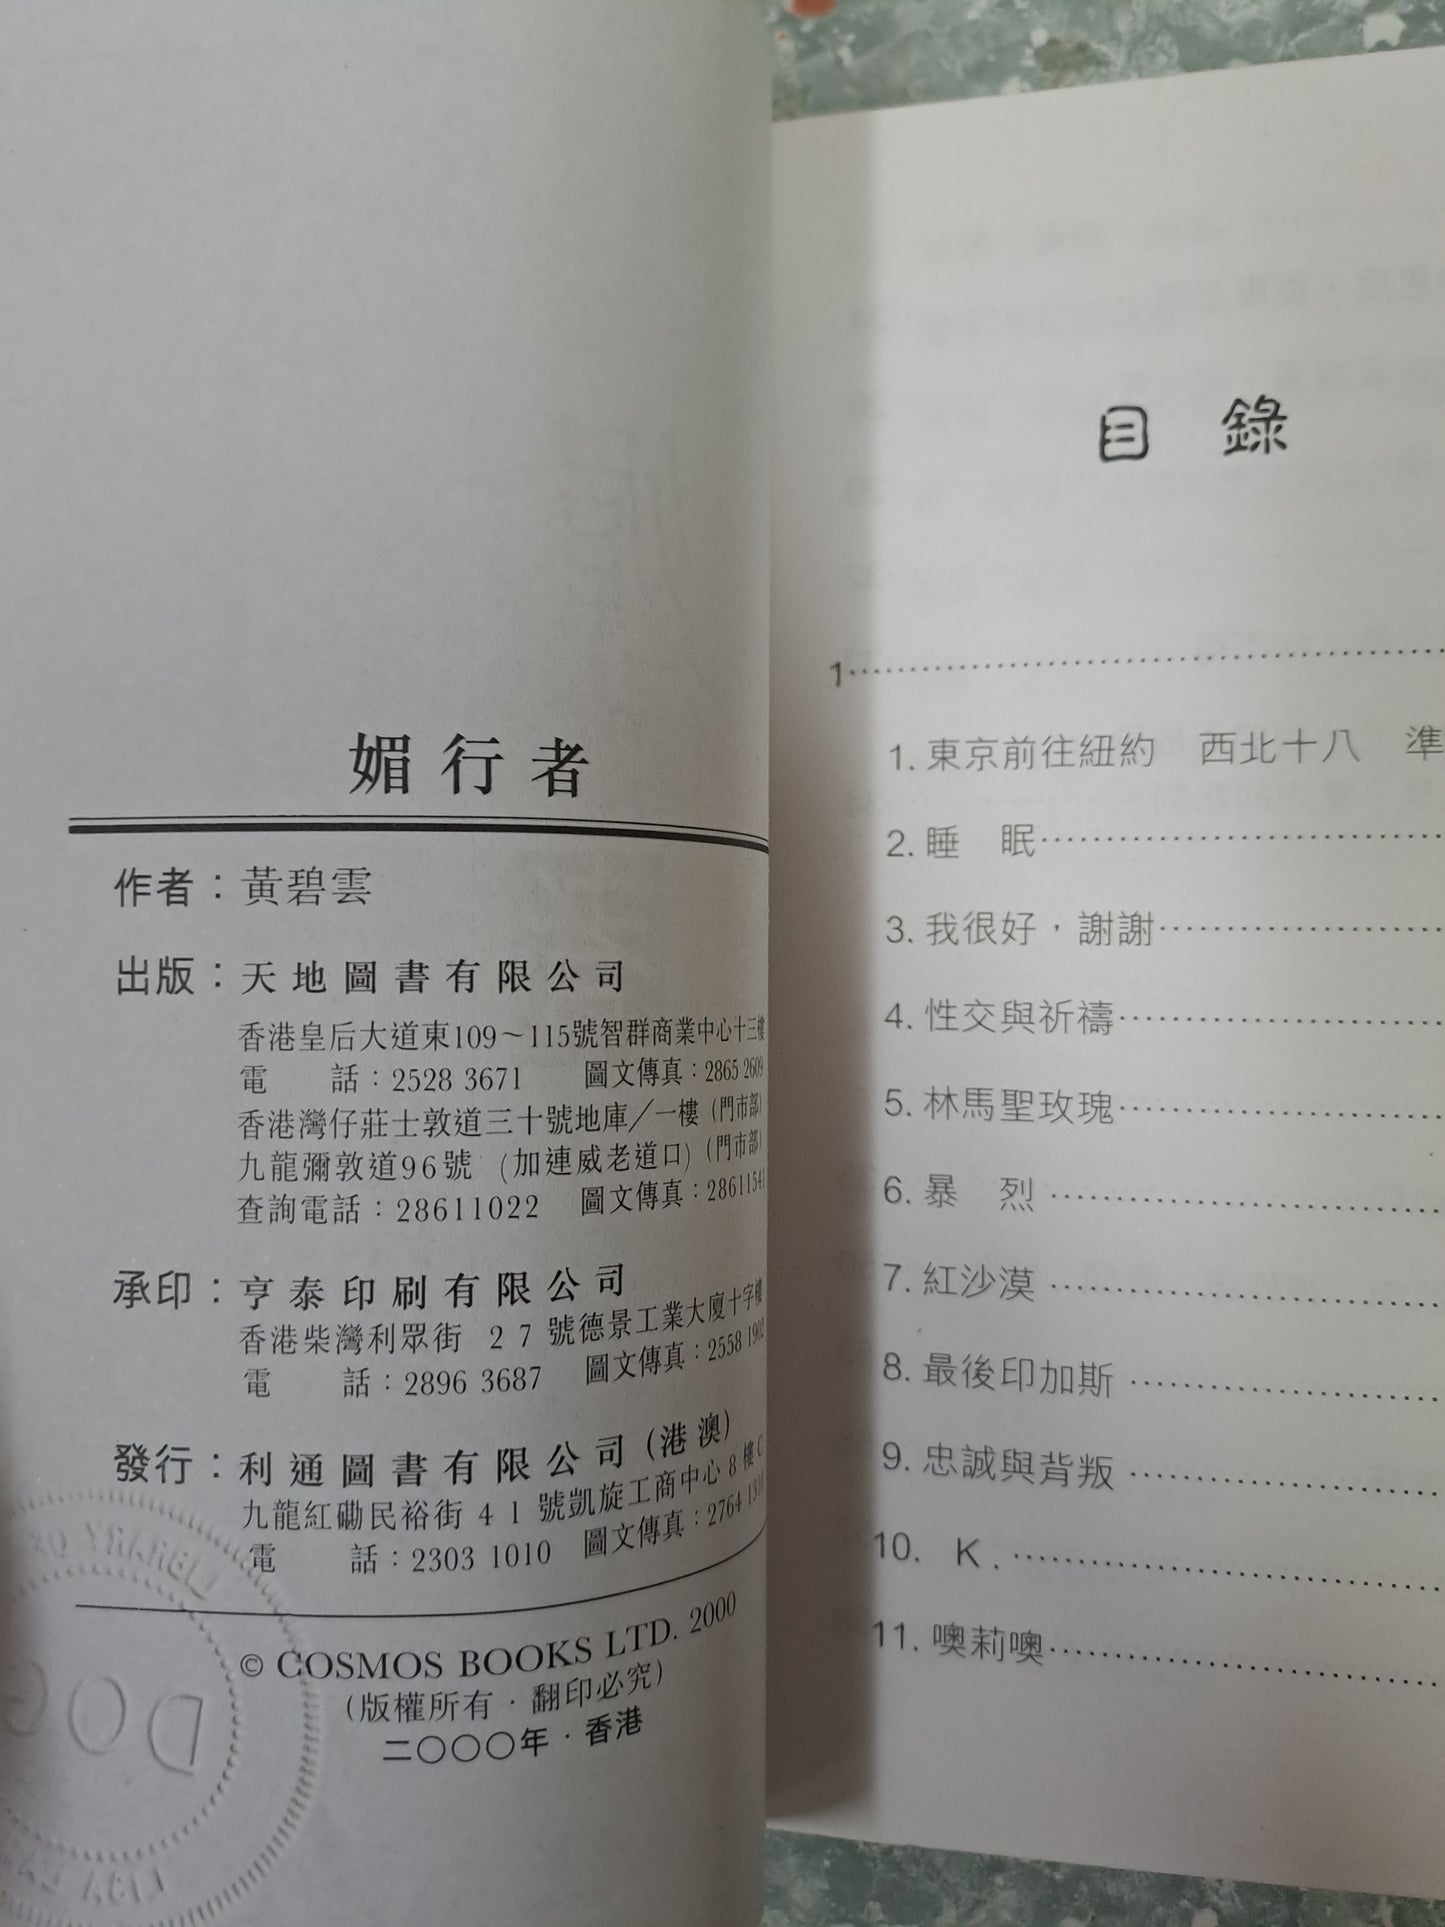 媚行者
作者：黃碧雲
出版：天地圖書有限公司
香港皇后大道東109～115號智群商業中心十三樓
電　　話：2528 3671　圖文傳真：2865 2609
香港灣仔莊士敦道三十號地庫／一樓（門市部）
九龍彌敦道96號（加連威老道口）（門市部）
查詢電話：28611022　圖文傳真：28611541
承印：亨泰印刷有限公司
香港柴灣利眾街 27 號德景工業大廈十字樓
電　　話：2896 3687　圖文傳真：2558 1902
發行：利通圖書有限公司（港澳）
九龍紅磡民裕街 41 號凱旋工商中心 8 樓 C
電　　話：2303 1010　圖文傳真：2764 1310
© COSMOS BOOKS LTD. 2000
（版權所有．翻印必究）
二〇〇〇年．香港
DOG
目　錄
1
1. 東京前往紐約　西北十八　準
2. 睡　眠
3. 我很好，謝謝
4. 性交與祈禱
5. 林馬聖玫瑰
6. 暴　烈
7. 紅沙漠
8. 最後印加斯
9. 忠誠與背叛
10. K.
11. 噢莉噢